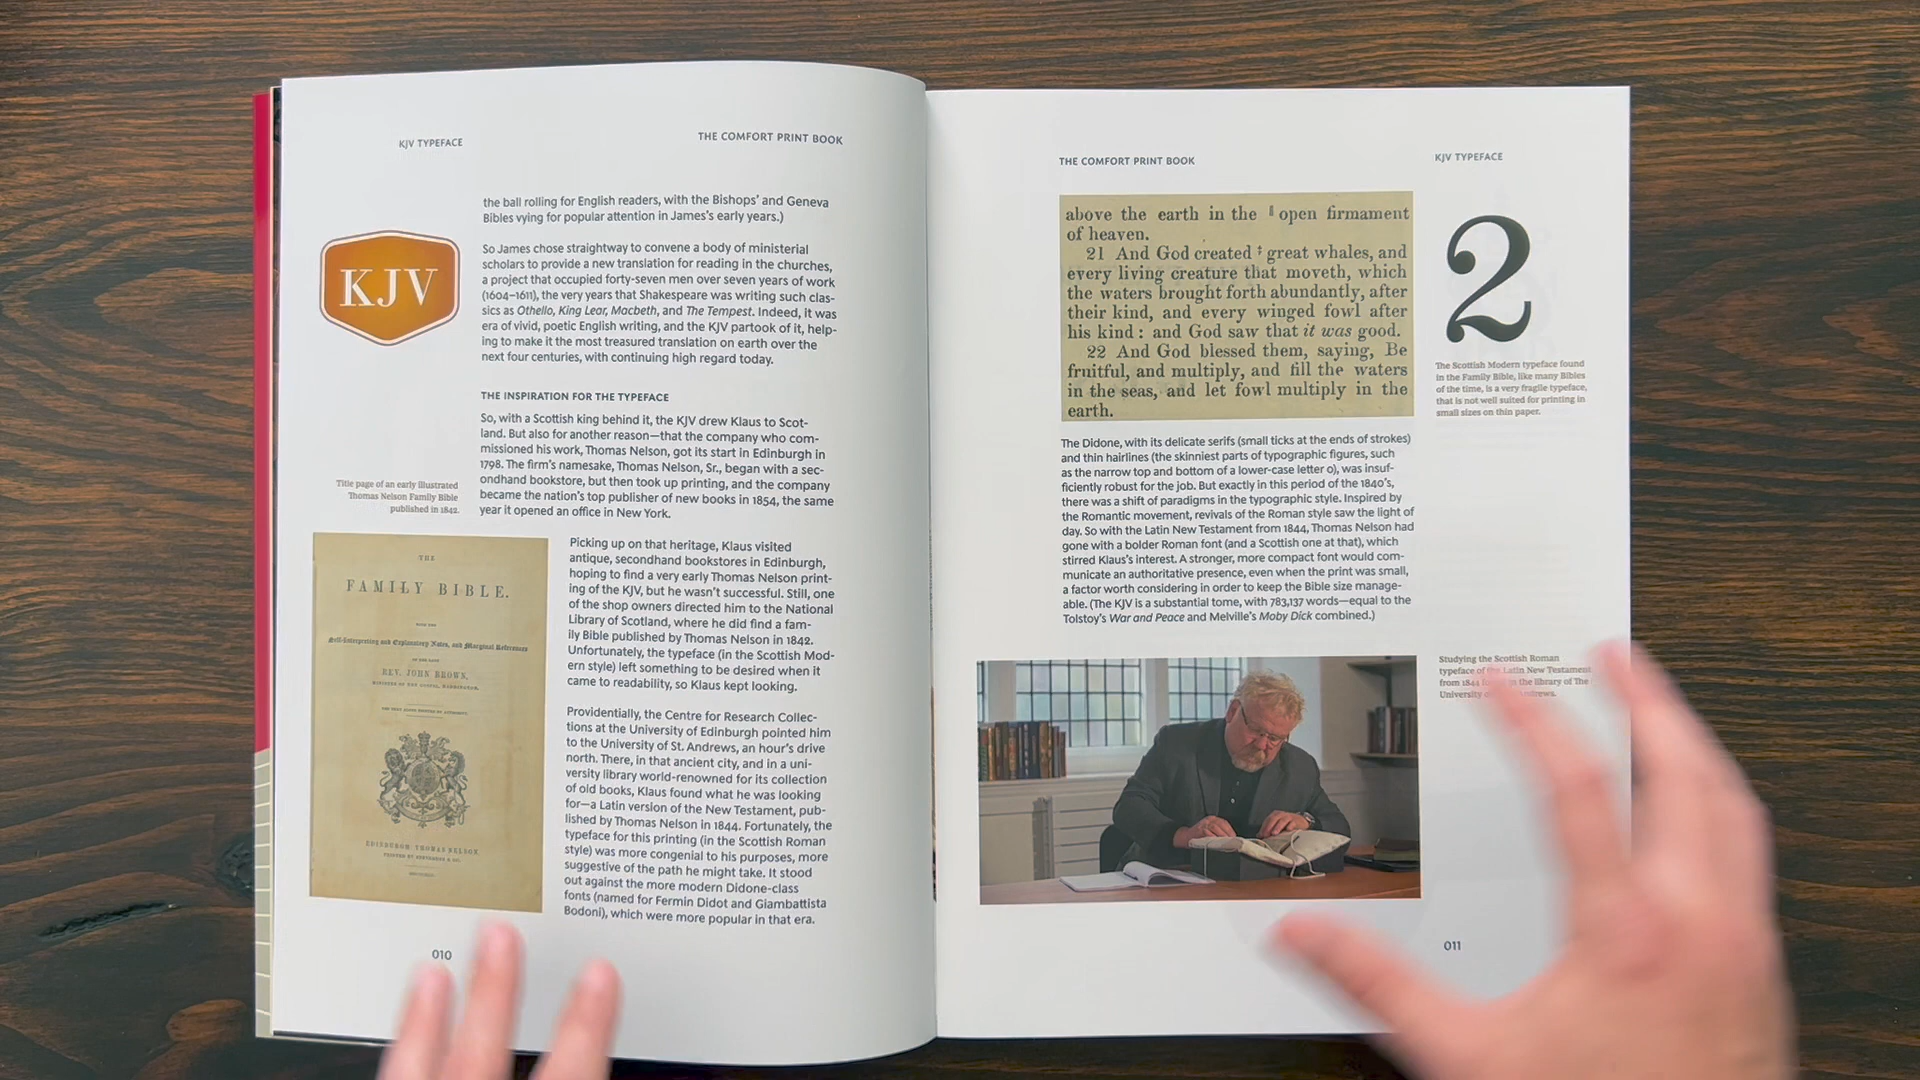 KJV TYPEFACE
THE COMFORT PRINT BOOK
KJV
the ball rolling for English readers, with the Bishops’ and Geneva
Bibles vying for popular attention in James’s early years.)
So James chose straightway to convene a body of ministerial
scholars to provide a new translation for reading in the churches,
a project that occupied forty-seven men over seven years of work
(1604–1611), the very years that Shakespeare was writing such clas-
sics as Othello, King Lear, Macbeth, and The Tempest. Indeed, it was
era of vivid, poetic English writing, and the KJV partook of it, help-
ing to make it the most treasured translation on earth over the
next four centuries, with continuing high regard today.
THE INSPIRATION FOR THE TYPEFACE
So, with a Scottish king behind it, the KJV drew Klaus to Scot-
land. But also for another reason—that the company who com-
missioned his work, Thomas Nelson, got its start in Edinburgh in
1798. The firm’s namesake, Thomas Nelson, Sr., began with a sec-
ondhand bookstore, but then took up printing, and the company
became the nation’s top publisher of new books in 1854, the same
year it opened an office in New York.
Title page of an early illustrated
Thomas Nelson Family Bible
published in 1842.
THE
FAMILY BIBLE.
Self-Interpreting and Explanatory Notes, and Marginal References
REV. JOHN BROWN,
EDINBURGH: THOMAS NELSON
Picking up on that heritage, Klaus visited
antique, secondhand bookstores in Edinburgh,
hoping to find a very early Thomas Nelson print-
ing of the KJV, but he wasn’t successful. Still, one
of the shop owners directed him to the National
Library of Scotland, where he did find a fam-
ily Bible published by Thomas Nelson in 1842.
Unfortunately, the typeface (in the Scottish Mod-
ern style) left something to be desired when it
came to readability, so Klaus kept looking.
Providentially, the Centre for Research Collec-
tions at the University of Edinburgh pointed him
to the University of St. Andrews, an hour’s drive
north. There, in that ancient city, and in a uni-
versity library world-renowned for its collection
of old books, Klaus found what he was looking
for—a Latin version of the New Testament, pub-
lished by Thomas Nelson in 1844. Fortunately, the
typeface for this printing (in the Scottish Roman
style) was more congenial to his purposes, more
suggestive of the path he might take. It stood
out against the more modern Didone-class
fonts (named for Fermin Didot and Giambattista
Bodoni), which were more popular in that era.
010
THE COMFORT PRINT BOOK
KJV TYPEFACE
above the earth in the open firmament
of heaven.
21 And God created ‡ great whales, and
every living creature that moveth, which
the waters brought forth abundantly, after
their kind, and every winged fowl after
his kind : and God saw that it was good.
22 And God blessed them, saying, Be
fruitful, and multiply, and fill the waters
in the seas, and let fowl multiply in the
earth.
2
The Scottish Modern typeface found
in the Family Bible, like many Bibles
of the time, is a very fragile typeface,
that is not well suited for printing in
small sizes on thin paper.
The Didone, with its delicate serifs (small ticks at the ends of strokes)
and thin hairlines (the skinniest parts of typographic figures, such
as the narrow top and bottom of a lower-case letter o), was insuf-
ficiently robust for the job. But exactly in this period of the 1840’s,
there was a shift of paradigms in the typographic style. Inspired by
the Romantic movement, revivals of the Roman style saw the light of
day. So with the Latin New Testament from 1844, Thomas Nelson had
gone with a bolder Roman font (and a Scottish one at that), which
stirred Klaus’s interest. A stronger, more compact font would com-
municate an authoritative presence, even when the print was small,
a factor worth considering in order to keep the Bible size manage-
able. (The KJV is a substantial tome, with 783,137 words—equal to the
Tolstoy’s War and Peace and Melville’s Moby Dick combined.)
Studying the Scottish Roman
typeface of the Latin New Testament
from 1844 in the library of The
University
011